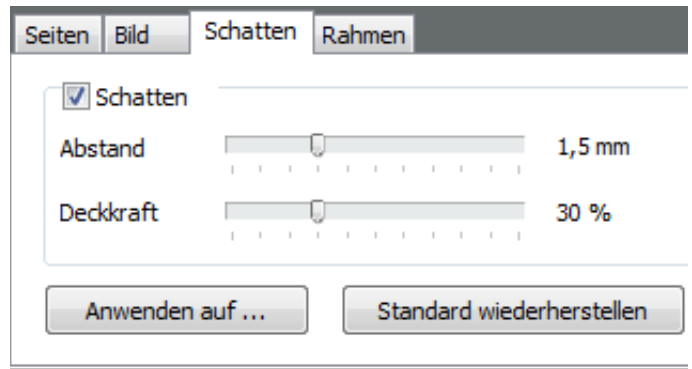 Seiten Bild Schatten Rahmen
Schatten
Abstand 1,5 mm
Deckkraft 30 %
Anwenden auf ... Standard wiederherstellen